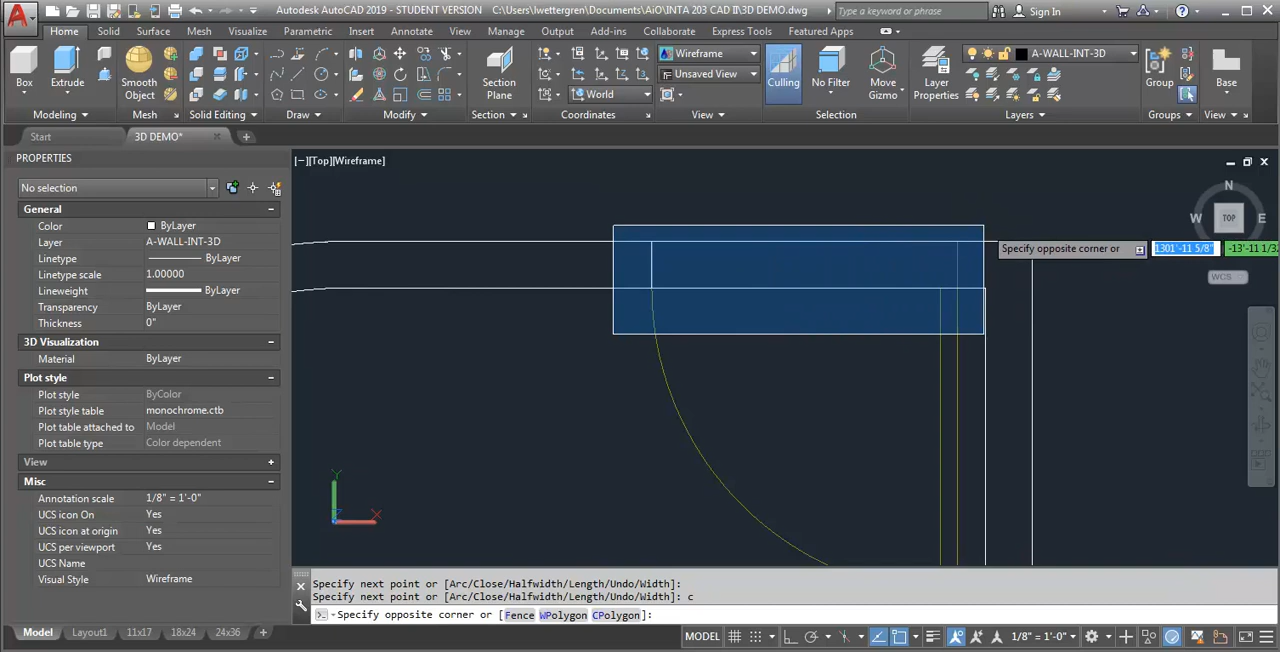 Autodesk AutoCAD 2019 - STUDENT VERSION C:\Users\lwettergren\Documents\AiO\INTA 203 CAD II\3D DEMO.dwg Type a keyword or phrase Sign In
Home Solid Surface Mesh Visualize Parametric Insert Annotate View Manage Output Add-ins Collaborate Express Tools Featured Apps
Box Extrude Smooth Object Section Plane Wireframe Unsaved View World Culling No Filter Move Gizmo Layer Properties A-WALL-INT-3D Group Base
Modeling Mesh Solid Editing Draw Modify Section Coordinates View Selection Layers Groups View
Start 3D DEMO*
PROPERTIES
[−][Top][Wireframe]
No selection
General
Color ByLayer
Layer A-WALL-INT-3D
Linetype ByLayer
Linetype scale 1.00000
Lineweight ByLayer
Transparency ByLayer
Thickness 0"
3D Visualization
Material ByLayer
Plot style
Plot style ByColor
Plot style table monochrome.ctb
Plot table attached to Model
Plot table type Color dependent
View
Misc
Annotation scale 1/8" = 1'-0"
UCS icon On Yes
UCS icon at origin Yes
UCS per viewport Yes
UCS Name
Visual Style Wireframe
N
W TOP E
S
WCS
Specify opposite corner or 1301'-11 5/8" -13'-11 1/32
Y
X
Specify next point or [Arc/Close/Halfwidth/Length/Undo/Width]:
Specify next point or [Arc/Close/Halfwidth/Length/Undo/Width]: c
Specify opposite corner or [Fence WPolygon CPolygon]:
Model Layout1 11x17 18x24 24x36 MODEL 1/8" = 1'-0"